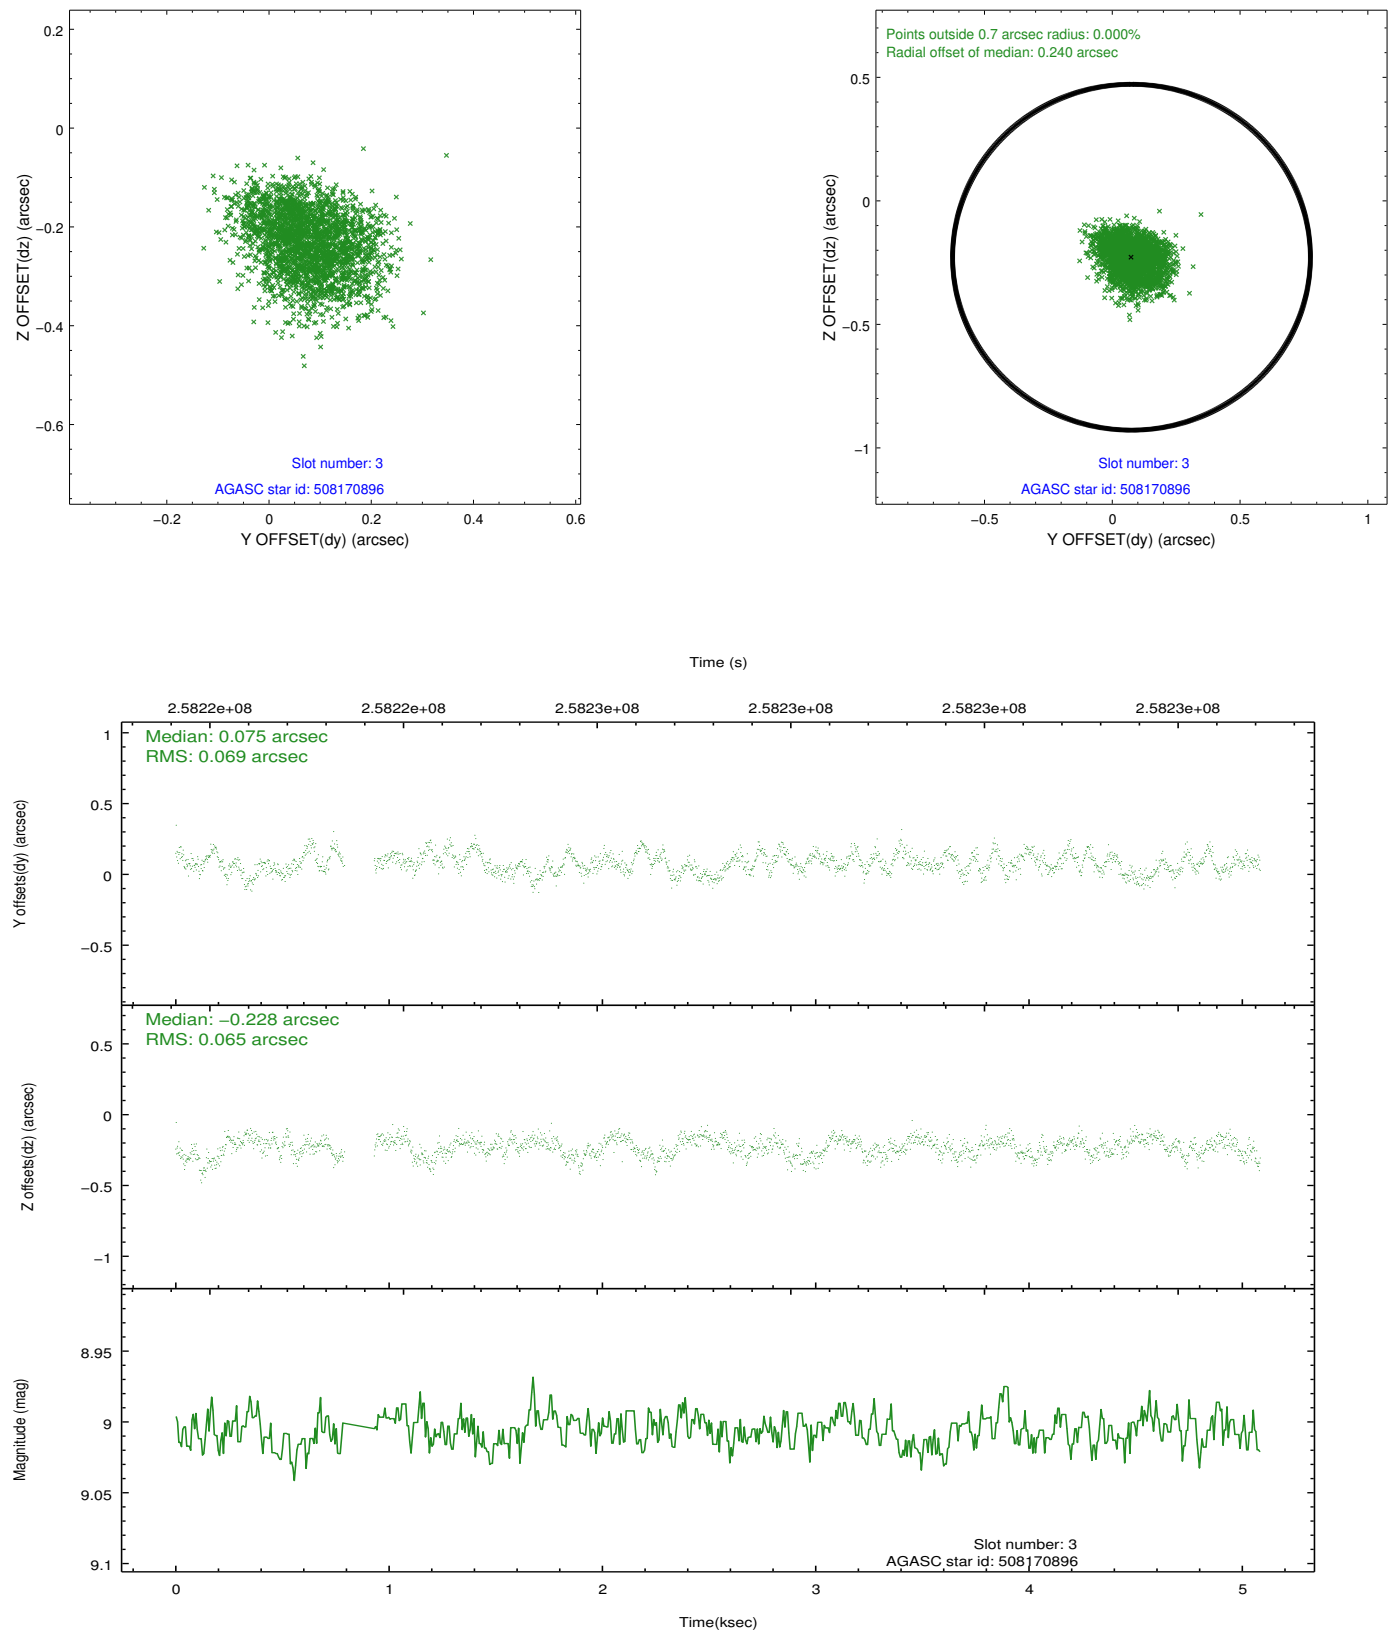 0.2
0
−0.2
−0.4
−0.6
Z OFFSET(dz) (arcsec)
Slot number: 3
AGASC star id: 508170896
−0.2 0 0.2 0.4 0.6
Y OFFSET(dy) (arcsec)
Points outside 0.7 arcsec radius: 0.000%
Radial offset of median: 0.240 arcsec
0.5
0
−0.5
−1
Z OFFSET(dz) (arcsec)
Slot number: 3
AGASC star id: 508170896
−0.5 0 0.5 1
Y OFFSET(dy) (arcsec)
Time (s)
2.5822e+08 2.5822e+08 2.5823e+08 2.5823e+08 2.5823e+08 2.5823e+08
Median: 0.075 arcsec
RMS: 0.069 arcsec
1
0.5
0
−0.5
Y offsets(dy) (arcsec)
Median: −0.228 arcsec
RMS: 0.065 arcsec
0.5
0
−0.5
−1
Z offsets(dz) (arcsec)
8.95
9
9.05
9.1
Magnitude (mag)
Slot number: 3
AGASC star id: 508170896
0 1 2 3 4 5
Time(ksec)